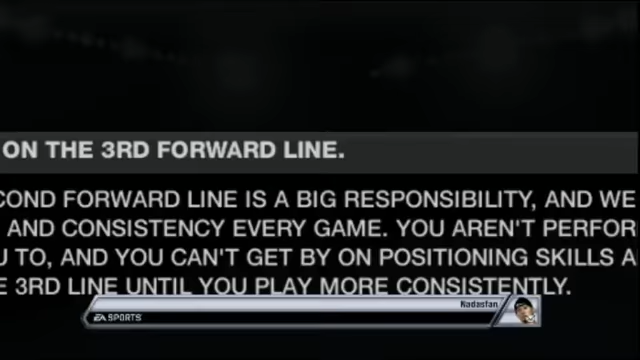 ON THE 3RD FORWARD LINE.
COND FORWARD LINE IS A BIG RESPONSIBILITY, AND WE
AND CONSISTENCY EVERY GAME. YOU AREN'T PERFOR
U TO, AND YOU CAN'T GET BY ON POSITIONING SKILLS A
E 3RD LINE UNTIL YOU PLAY MORE CONSISTENTLY.
Nadasfan
EA SPORTS